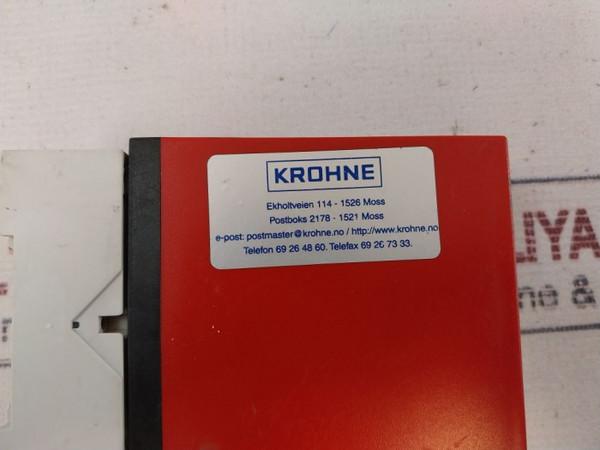 KROHNE
Ekholtveien 114 - 1526 Moss
Postboks 2178 - 1521 Moss
e-post: postmaster@krohne.no / http://www.krohne.no
Telefon 69 26 48 60. Telefax 69 26 73 33.
& en